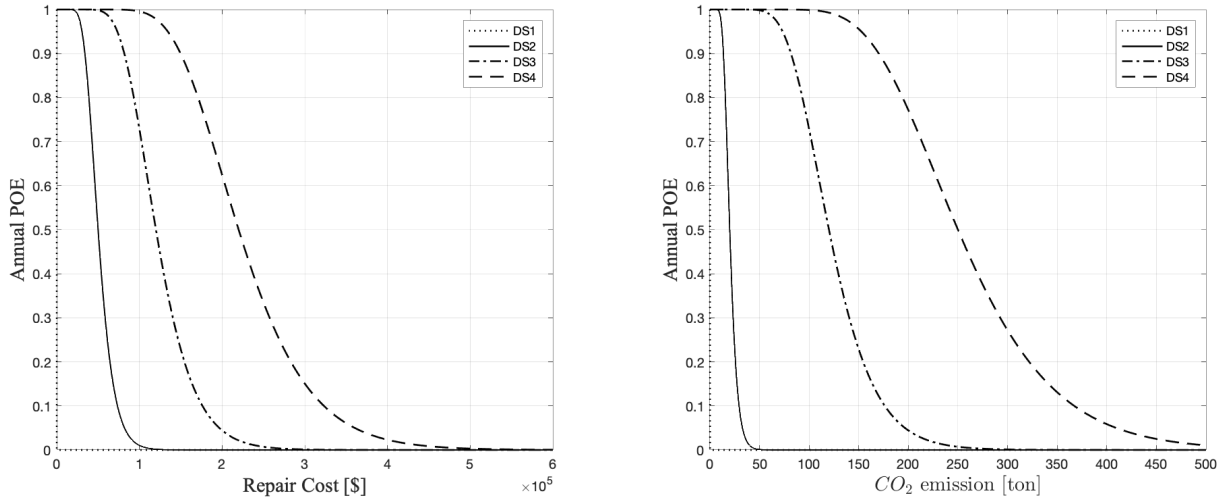 1
0.9
0.8
0.7
0.6
0.5
0.4
0.3
0.2
0.1
0
Annual POE
0 1 2 3 4 5 6
×10⁵
Repair Cost [$]
DS1
DS2
DS3
DS4
1
0.9
0.8
0.7
0.6
0.5
0.4
0.3
0.2
0.1
0
Annual POE
0 50 100 150 200 250 300 350 400 450 500
CO₂ emission [ton]
DS1
DS2
DS3
DS4